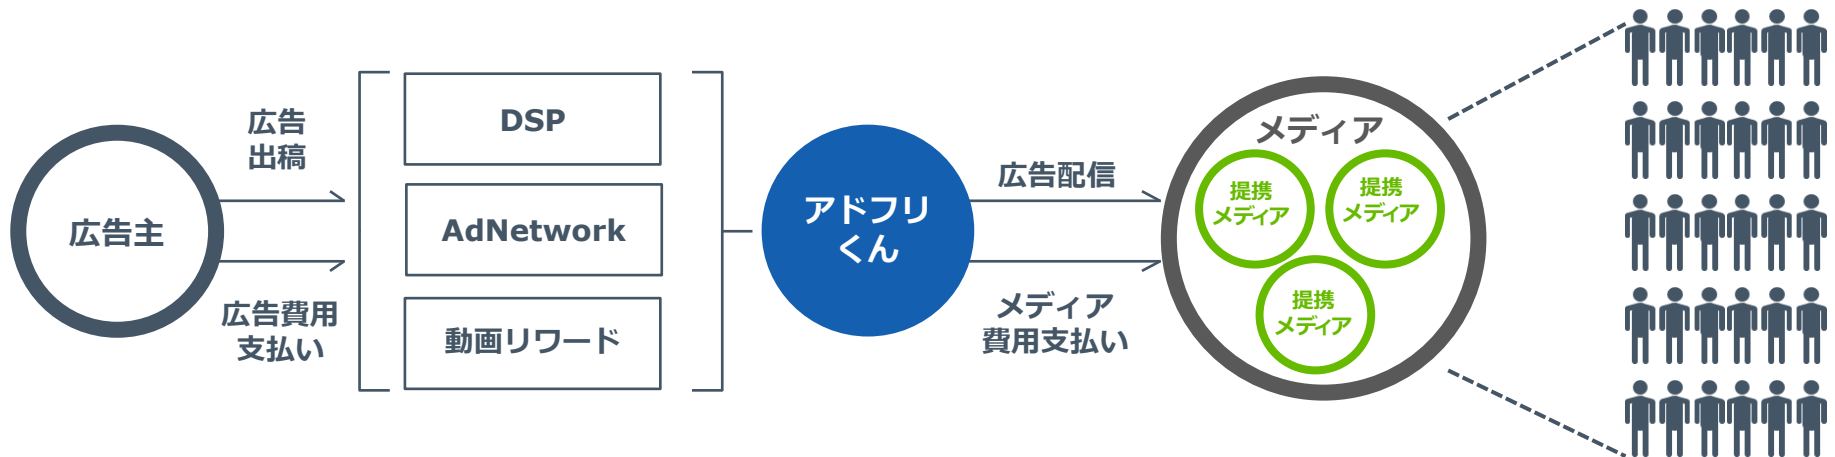 広告主
広告
出稿
広告費用
支払い
DSP
AdNetwork
動画リワード
アドフリ
くん
広告配信
メディア
費用支払い
メディア
提携
メディア
提携
メディア
提携
メディア